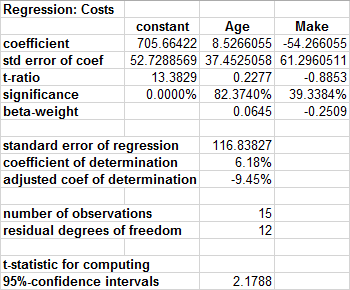 Regression: Costs
constant Age Make
coefficient 705.66422 8.5266055 -54.266055
std error of coef 52.7288569 37.4525058 61.2960511
t-ratio 13.3829 0.2277 -0.8853
significance 0.0000% 82.3740% 39.3384%
beta-weight 0.0645 -0.2509
standard error of regression 116.83827
coefficient of determination 6.18%
adjusted coef of determination -9.45%
number of observations 15
residual degrees of freedom 12
t-statistic for computing
95%-confidence intervals 2.1788